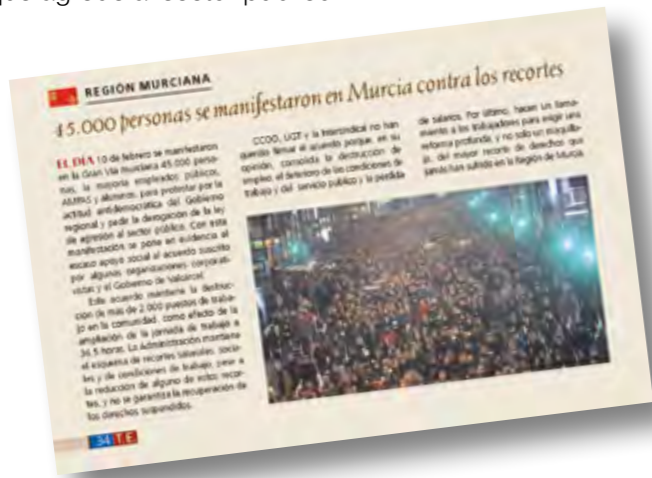 REGIÓN MURCIANA
45.000 personas se manifestaron en Murcia contra los recortes
EL DÍA 10 de febrero se manifestaron
en la Gran Vía murciana 45.000 perso-
nas, la mayoría empleados públicos,
AMPAS y alumnos, para protestar por la
actitud antidemocrática del Gobierno
regional y pedir la derogación de la ley
de agresión al sector público. Con esta
manifestación se pone en evidencia el
escaso apoyo social al acuerdo suscrito
por algunas organizaciones corporati-
vistas y el Gobierno de Valcárcel.
Este acuerdo mantiene la destruc-
ción de más de 2.000 puestos de traba-
jo en la comunidad, como efecto de la
ampliación de la jornada de trabajo a
36,5 horas. La Administración mantiene
el esquema de recortes salariales, socia-
les y de condiciones de trabajo, pese a
la reducción de alguno de estos recor-
tes, y no se garantiza la recuperación de
los derechos suspendidos.
CCOO, UGT y la Intersindical no han
querido firmar el acuerdo porque, en su
opinión, consolida la destrucción de
empleo, el deterioro de las condiciones de
trabajo y del servicio público y la pérdida
de salarios. Por último, hacen un llama-
miento a los trabajadores para exigir una
reforma profunda, y no solo un maquilla-
je, del mayor recorte de derechos que
jamás han sufrido en la Región de Murcia.
34 TE